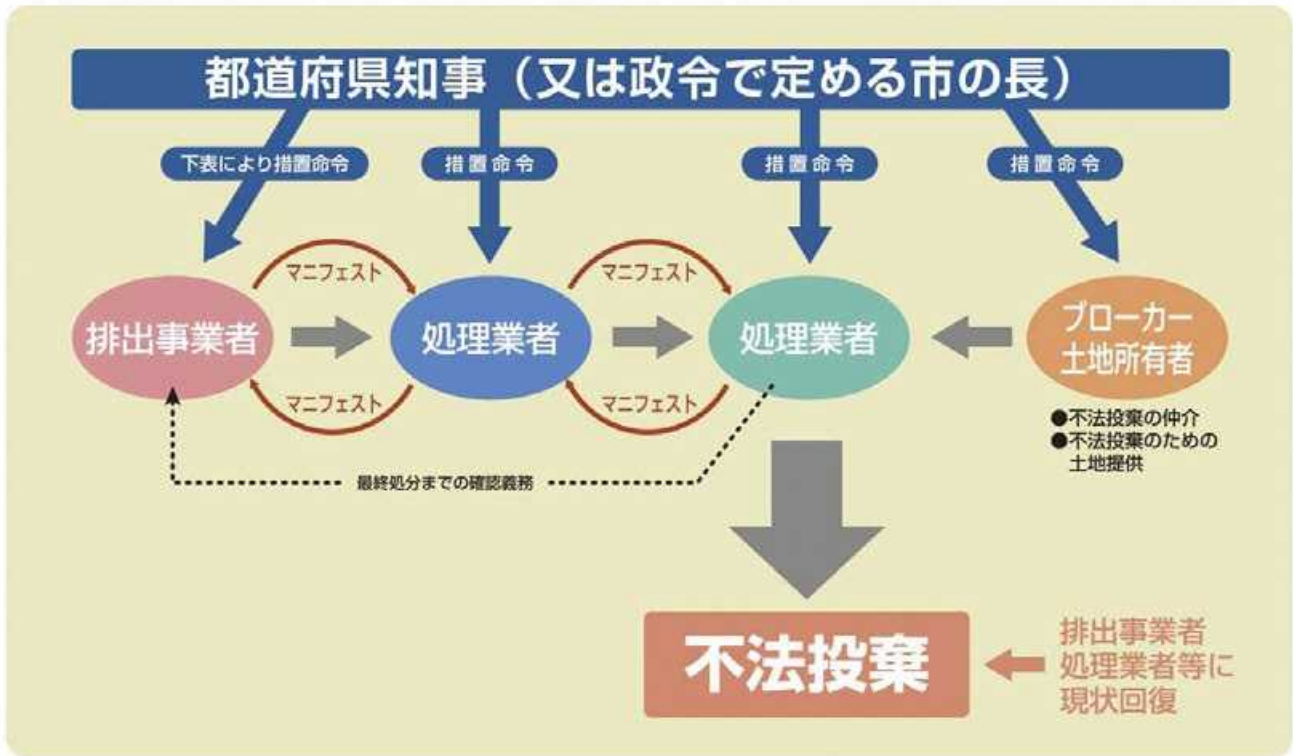 都道府県知事（又は政令で定める市の長）
下表により措置命令
措置命令
措置命令
措置命令
マニフェスト
マニフェスト
排出事業者
処理業者
処理業者
ブローカー
土地所有者
マニフェスト
マニフェスト
●不法投棄の仲介
●不法投棄のための
土地提供
最終処分までの確認義務
不法投棄
排出事業者
処理業者等に
現状回復